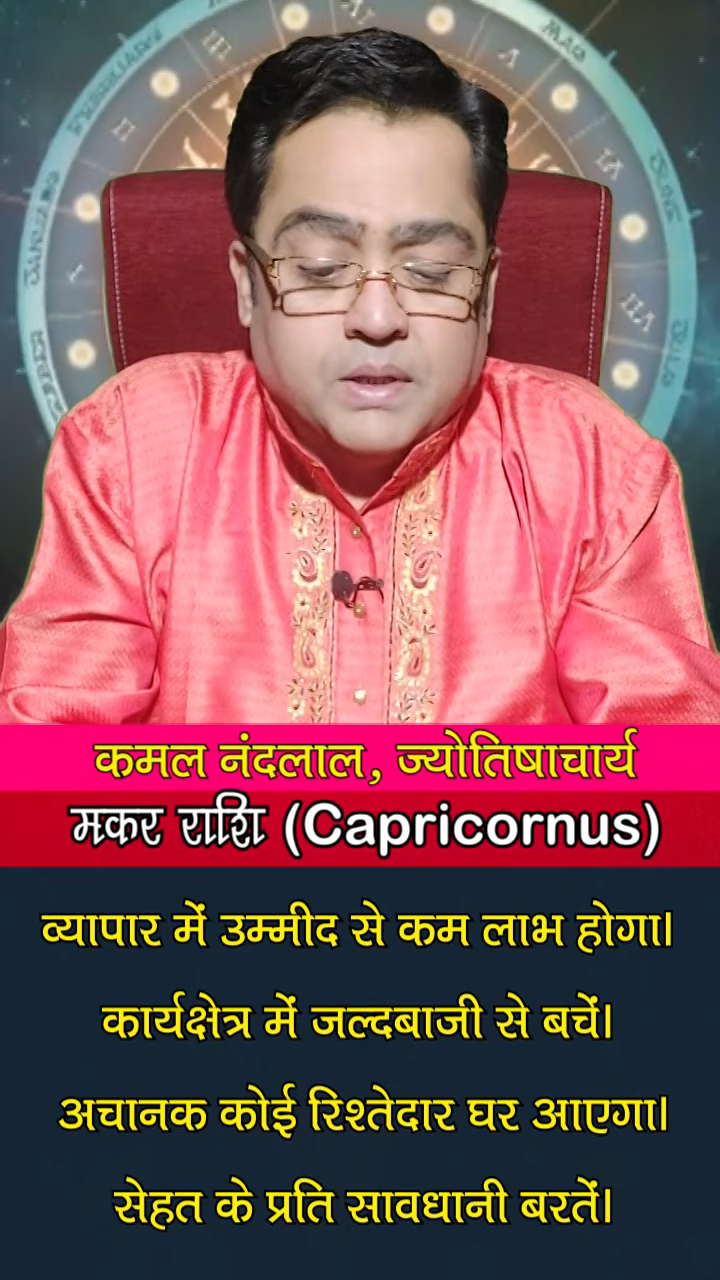 कमल नंदलाल, ज्योतिषाचार्य
मकर राशि (Capricornus)
व्यापार में उम्मीद से कम लाभ होगा।
कार्यक्षेत्र में जल्दबाजी से बचें।
अचानक कोई रिश्तेदार घर आएगा।
सेहत के प्रति सावधानी बरतें।